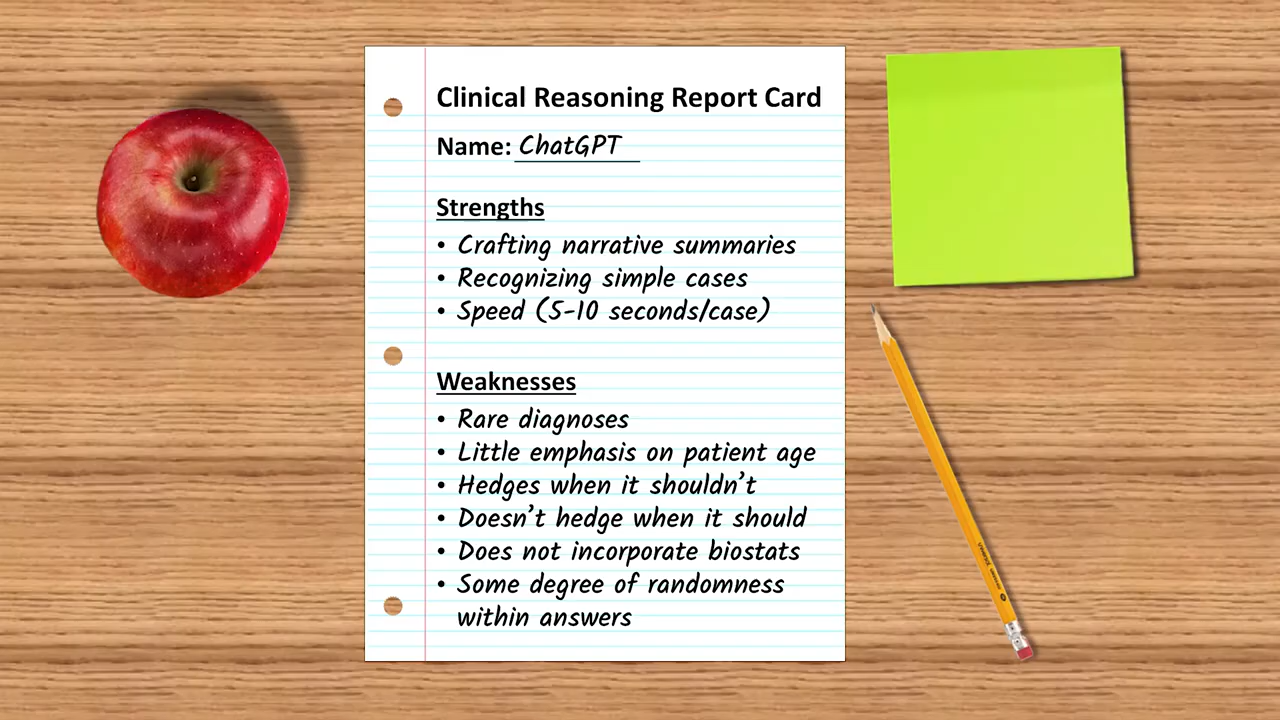 Clinical Reasoning Report Card
Name: ChatGPT
Strengths
• Crafting narrative summaries
• Recognizing simple cases
• Speed (5-10 seconds/case)
Weaknesses
• Rare diagnoses
• Little emphasis on patient age
• Hedges when it shouldn't
• Doesn't hedge when it should
• Does not incorporate biostats
• Some degree of randomness
within answers